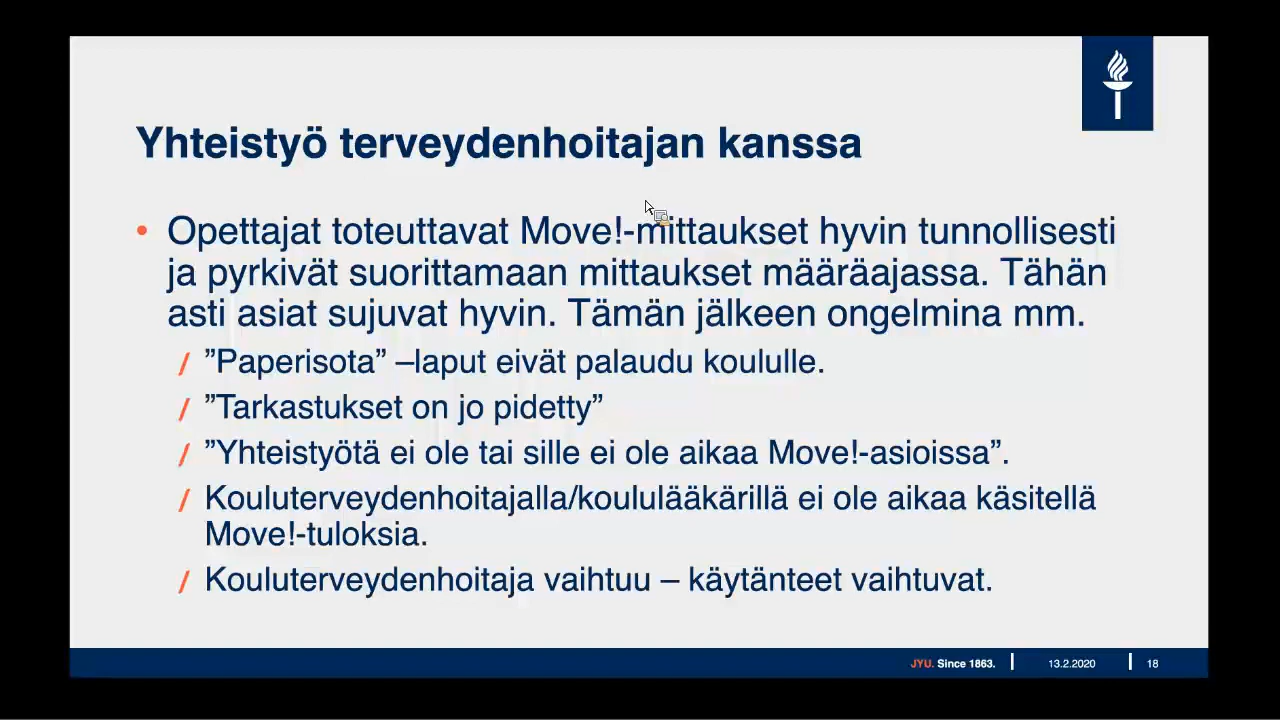 Yhteistyö terveydenhoitajan kanssa
• Opettajat toteuttavat Move!-mittaukset hyvin tunnollisesti
ja pyrkivät suorittamaan mittaukset määräajassa. Tähän
asti asiat sujuvat hyvin. Tämän jälkeen ongelmina mm.
/ ”Paperisota” –laput eivät palaudu koululle.
/ ”Tarkastukset on jo pidetty”
/ ”Yhteistyötä ei ole tai sille ei ole aikaa Move!-asioissa”.
/ Kouluterveydenhoitajalla/koululääkärillä ei ole aikaa käsitellä
Move!-tuloksia.
/ Kouluterveydenhoitaja vaihtuu – käytänteet vaihtuvat.
JYU. Since 1863. | 13.2.2020 | 18